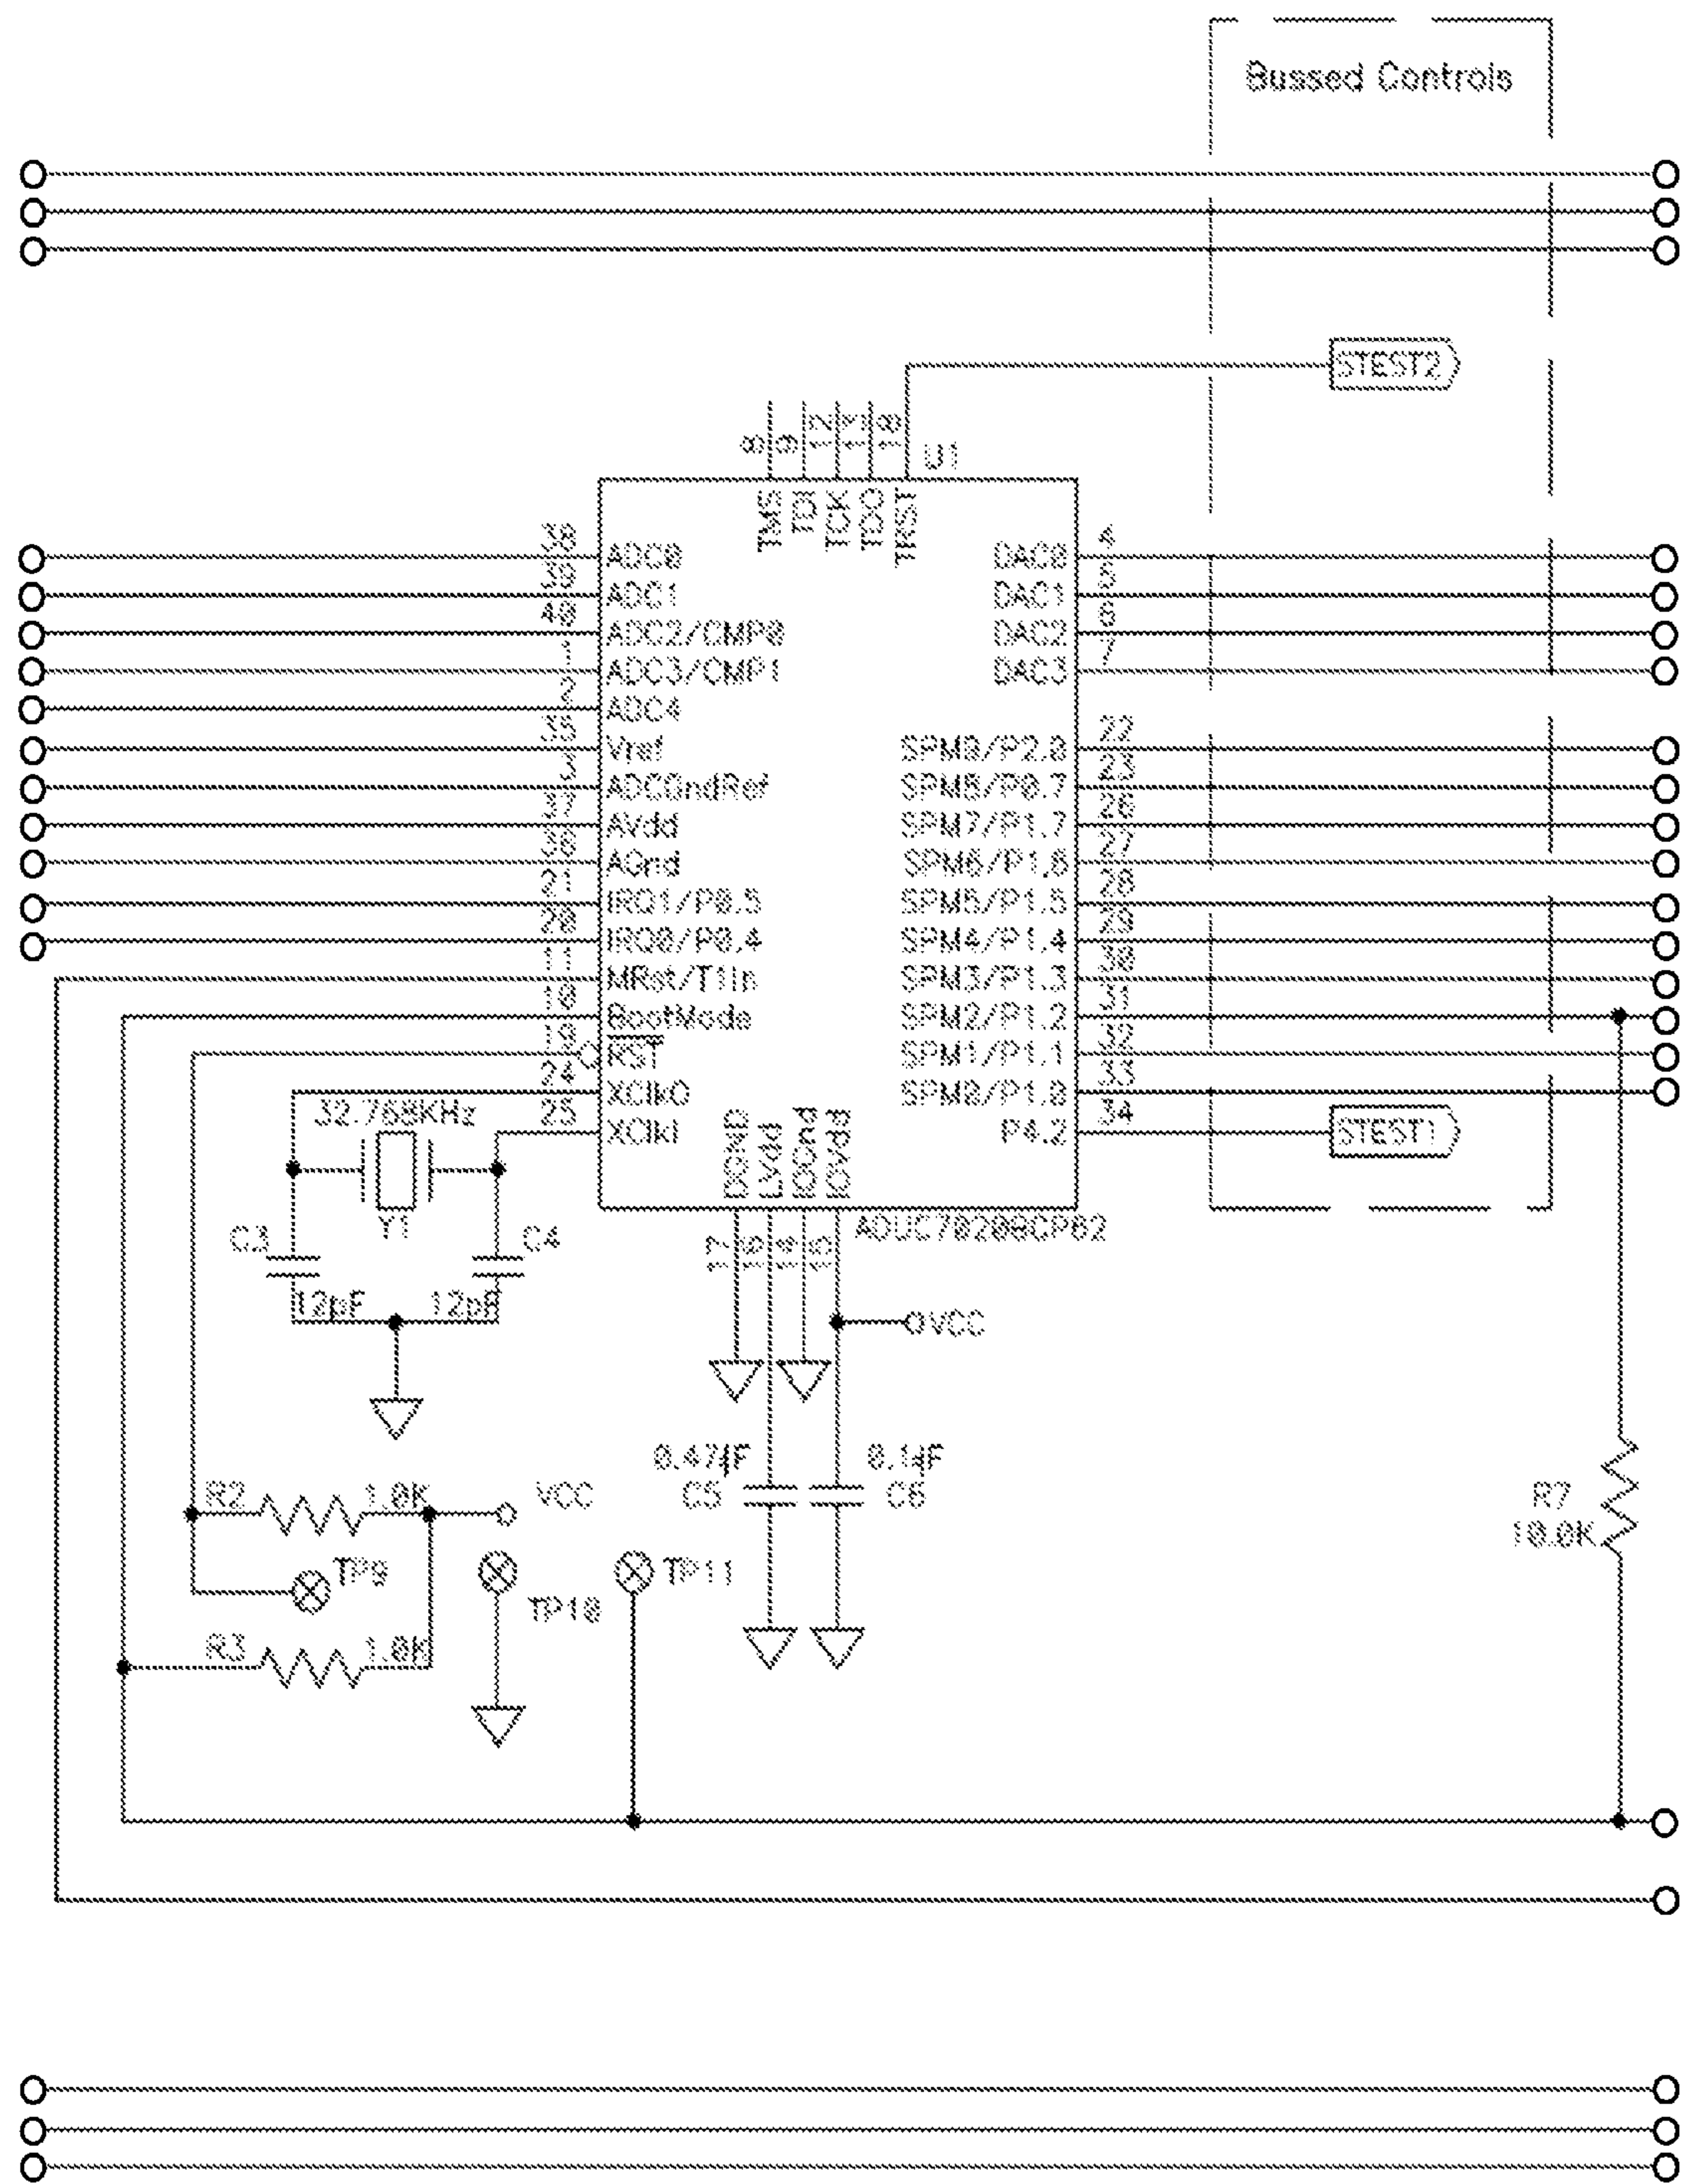 Bussed Controls
STEST2
8
9
12
13
18
U1
TMS
TDI
TCK
TDO
TRST
38
ADC0
DAC0
4
39
ADC1
DAC1
5
40
ADC2/CMP0
DAC2
6
1
ADC3/CMP1
DAC3
7
2
ADC4
35
Vref
SPM9/P2.0
22
3
ADCGndRef
SPM8/P0.7
23
37
AVdd
SPM7/P1.7
26
36
AGnd
SPM6/P1.6
27
21
IRQ1/P0.5
SPM5/P1.5
28
20
IRQ0/P0.4
SPM4/P1.4
29
11
MRst/T1In
SPM3/P1.3
30
10
BootMode
SPM2/P1.2
31
19
RST
SPM1/P1.1
32
24
XClkO
SPM0/P1.0
33
25
XClkI
P4.2
34
STEST1
32.768KHz
Y1
C3
C4
12pF
12pF
DGND
LVdd
IOGnd
IOVdd
17
16
14
15
ADUC7020BCP62
VCC
0.47µF
C5
0.1µF
C6
R2
1.0K
VCC
TP9
TP10
TP11
R3
1.0K
R7
10.0K